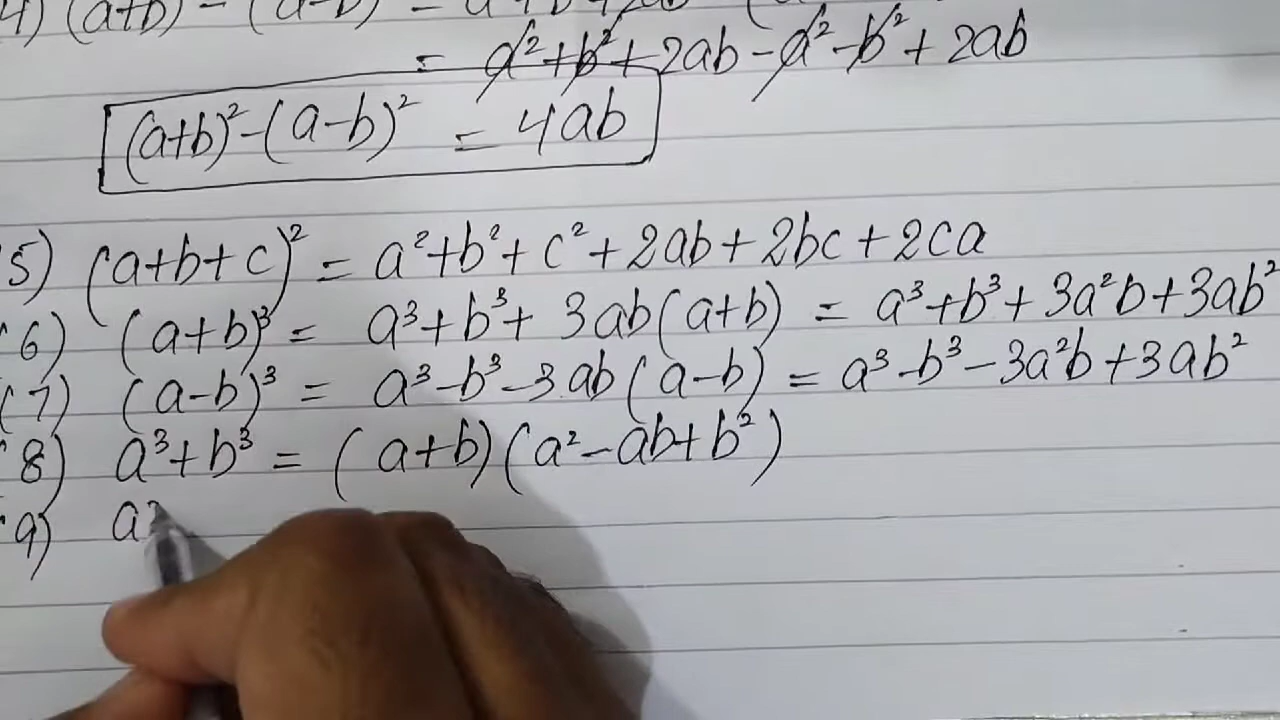 4) (a+b) - (a-b) = a+b+2ab - (
= a²+b²+2ab-a²-b²+2ab
(a+b)²-(a-b)² = 4ab
5) (a+b+c)² = a²+b²+c²+2ab+2bc+2ca
(6) (a+b)³ = a³+b³+3ab(a+b) = a³+b³+3a²b+3ab²
(7) (a-b)³ = a³-b³-3ab(a-b) = a³-b³-3a²b+3ab²
(8) a³+b³ = (a+b)(a²-ab+b²)
(9) a